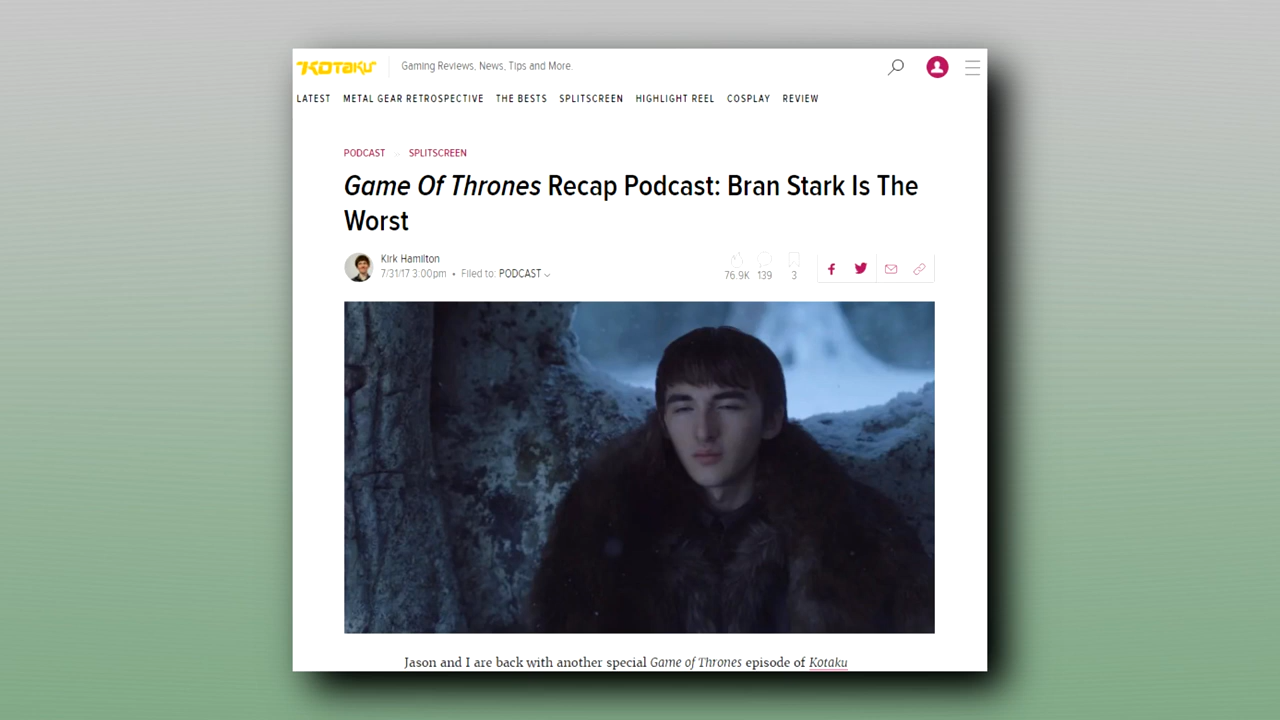 KOTAKU
Gaming Reviews, News, Tips and More.
LATEST METAL GEAR RETROSPECTIVE THE BESTS SPLITSCREEN HIGHLIGHT REEL COSPLAY REVIEW
PODCAST > SPLITSCREEN
Game Of Thrones Recap Podcast: Bran Stark Is The
Worst
Kirk Hamilton
7/31/17 3:00pm • Filed to: PODCAST
76.9K 139 3
Jason and I are back with another special Game of Thrones episode of Kotaku